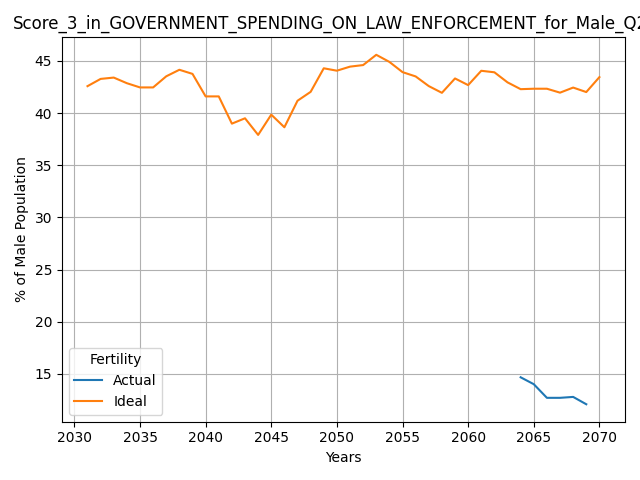 Score_3_in_GOVERNMENT_SPENDING_ON_LAW_ENFORCEMENT_for_Male_Q2
45
40
35
30
25
20
15
% of Male Population
Fertility
Actual
Ideal
2030 2035 2040 2045 2050 2055 2060 2065 2070
Years